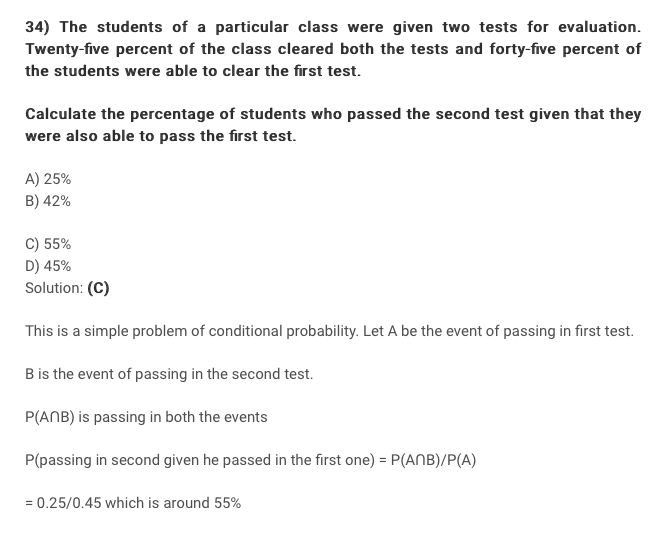 34) The students of a particular class were given two tests for evaluation.
Twenty-five percent of the class cleared both the tests and forty-five percent of
the students were able to clear the first test.
Calculate the percentage of students who passed the second test given that they
were also able to pass the first test.
A) 25%
B) 42%
C) 55%
D) 45%
Solution: (C)
This is a simple problem of conditional probability. Let A be the event of passing in first test.
B is the event of passing in the second test.
P(A∩B) is passing in both the events
P(passing in second given he passed in the first one) = P(A∩B)/P(A)
= 0.25/0.45 which is around 55%